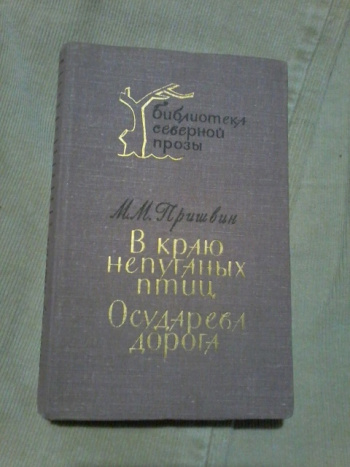 библиотека
северной
прозы
М.М.Пришвин
В краю
непуганых
птиц
Осударева
дорога